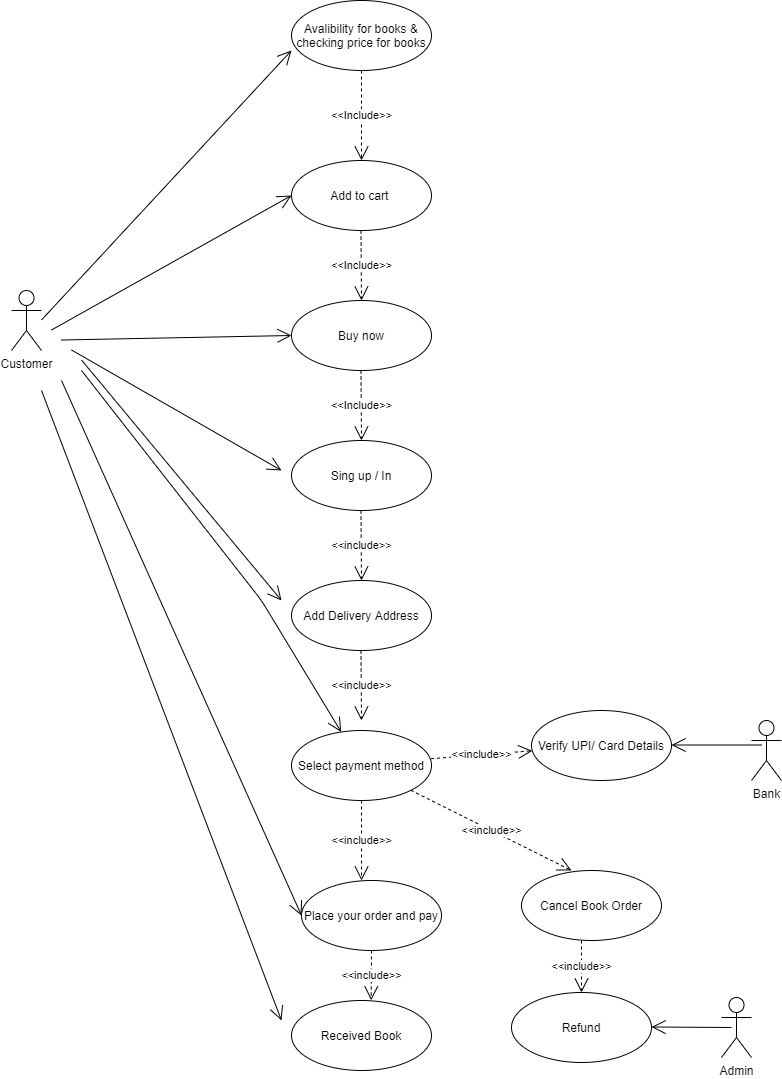 Avalibility for books &
checking price for books
<<Include>>
Add to cart
<<Include>>
Buy now
Customer
<<Include>>
Sing up / In
<<include>>
Add Delivery Address
<<include>>
Select payment method
<<include>>
Verify UPI/ Card Details
Bank
<<include>>
<<include>>
Place your order and pay
Cancel Book Order
<<include>>
<<include>>
Received Book
Refund
Admin